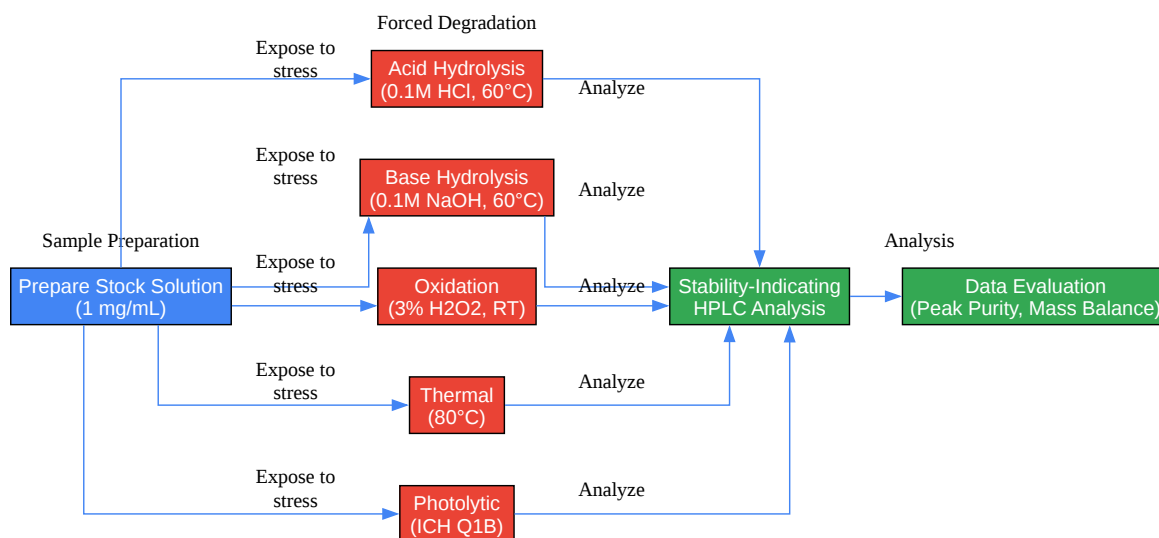 Forced Degradation
Expose to
stress
Acid Hydrolysis
(0.1M HCl, 60°C)
Analyze
Expose to
stress
Base Hydrolysis
(0.1M NaOH, 60°C)
Analyze
Sample Preparation
Prepare Stock Solution
(1 mg/mL)
Expose to
stress
Oxidation
(3% H2O2, RT)
Analyze
Stability-Indicating
HPLC Analysis
Analysis
Data Evaluation
(Peak Purity, Mass Balance)
Expose to
stress
Thermal
(80°C)
Analyze
Expose to
stress
Photolytic
(ICH Q1B)
Analyze